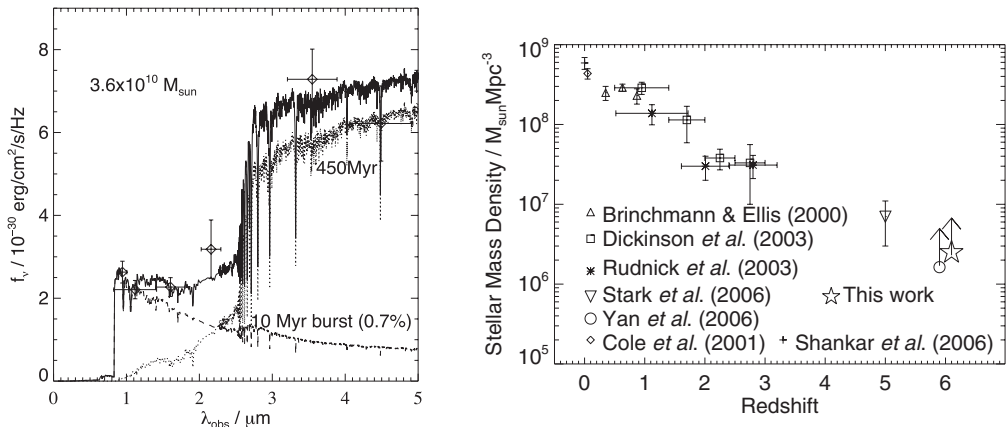 8
6
4
2
0
f_ν / 10^-30 erg/cm^2/s/Hz
3.6x10^10 M_sun
450Myr
10 Myr burst (0.7%)
0 1 2 3 4 5
λ_obs / μm
10^9
10^8
10^7
10^6
10^5
Stellar Mass Density / M_sun Mpc^-3
△ Brinchmann & Ellis (2000)
□ Dickinson et al. (2003)
✶ Rudnick et al. (2003)
▽ Stark et al. (2006) ☆ This work
○ Yan et al. (2006)
◇ Cole et al. (2001) + Shankar et al. (2006)
0 1 2 3 4 5 6
Redshift